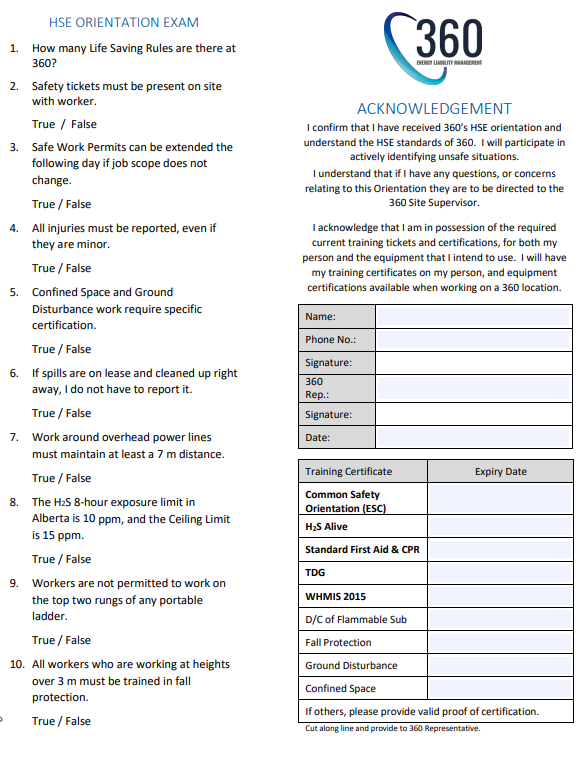 HSE ORIENTATION EXAM
1. How many Life Saving Rules are there at
360?
2. Safety tickets must be present on site
with worker.
True / False
3. Safe Work Permits can be extended the
following day if job scope does not
change.
True / False
4. All injuries must be reported, even if
they are minor.
True / False
5. Confined Space and Ground
Disturbance work require specific
certification.
True / False
6. If spills are on lease and cleaned up right
away, I do not have to report it.
True / False
7. Work around overhead power lines
must maintain at least a 7 m distance.
True / False
8. The H2S 8-hour exposure limit in
Alberta is 10 ppm, and the Ceiling Limit
is 15 ppm.
True / False
9. Workers are not permitted to work on
the top two rungs of any portable
ladder.
True / False
10. All workers who are working at heights
over 3 m must be trained in fall
protection.
True / False
360
ENERGY LIABILITY MANAGEMENT
ACKNOWLEDGEMENT
I confirm that I have received 360's HSE orientation and
understand the HSE standards of 360. I will participate in
actively identifying unsafe situations.
I understand that if I have any questions, or concerns
relating to this Orientation they are to be directed to the
360 Site Supervisor.
I acknowledge that I am in possession of the required
current training tickets and certifications, for both my
person and the equipment that I intend to use. I will have
my training certificates on my person, and equipment
certifications available when working on a 360 location.
Name:
Phone No.:
Signature:
360
Rep.:
Signature:
Date:
Training Certificate Expiry Date
Common Safety
Orientation (ESC)
H2S Alive
Standard First Aid & CPR
TDG
WHMIS 2015
D/C of Flammable Sub
Fall Protection
Ground Disturbance
Confined Space
If others, please provide valid proof of certification.
Cut along line and provide to 360 Representative.